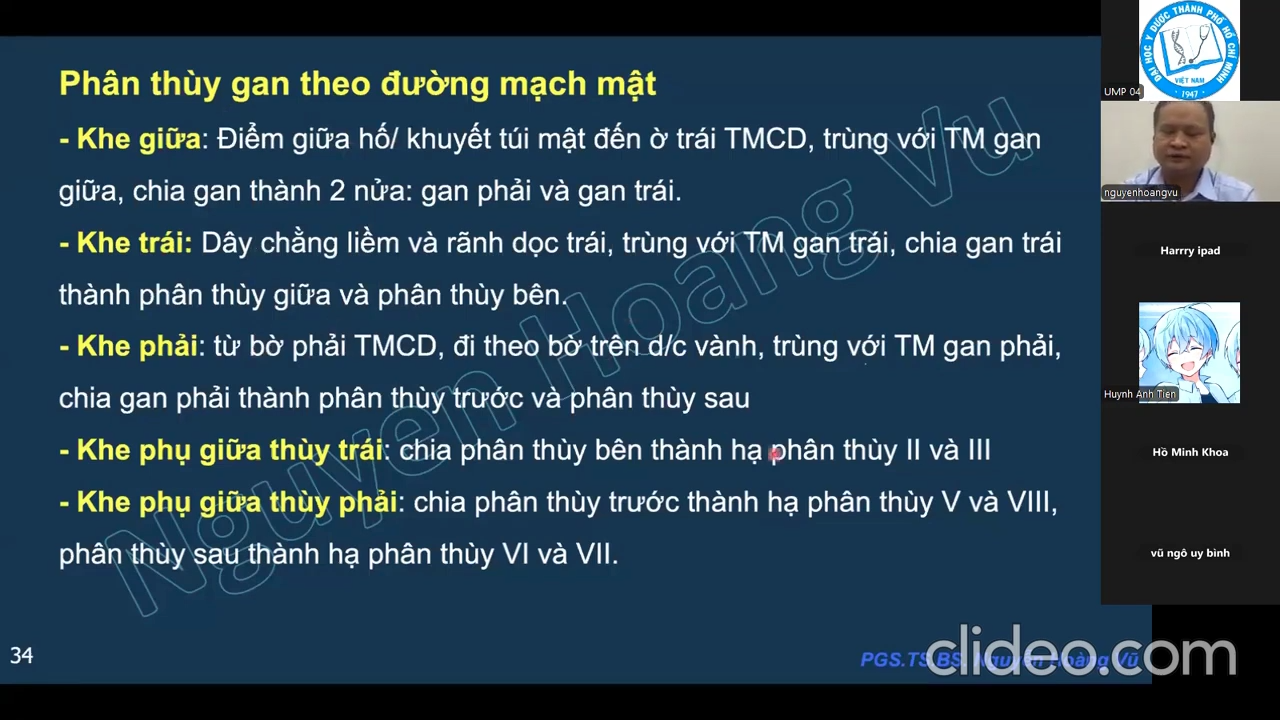 Phân thùy gan theo đường mạch mật
- Khe giữa: Điểm giữa hố/ khuyết túi mật đến ờ trái TMCD, trùng với TM gan
giữa, chia gan thành 2 nửa: gan phải và gan trái.
- Khe trái: Dây chằng liềm và rãnh dọc trái, trùng với TM gan trái, chia gan trái
thành phân thùy giữa và phân thùy bên.
- Khe phải: từ bờ phải TMCD, đi theo bờ trên d/c vành, trùng với TM gan phải,
chia gan phải thành phân thùy trước và phân thùy sau
- Khe phụ giữa thùy trái: chia phân thùy bên thành hạ phân thùy II và III
- Khe phụ giữa thùy phải: chia phân thùy trước thành hạ phân thùy V và VIII,
phân thùy sau thành hạ phân thùy VI và VII.
Nguyen Hoang Vu
34
PGS.TS.BS. Nguyễn Hoàng Vũ
clideo.com
ĐẠI HỌC Y DƯỢC THÀNH PHỐ HỒ CHÍ MINH
VIỆT NAM
1947
UMP 04
nguyenhoangvu
Harrry ipad
Huynh Anh Tien
Hồ Minh Khoa
vũ ngô uy bình